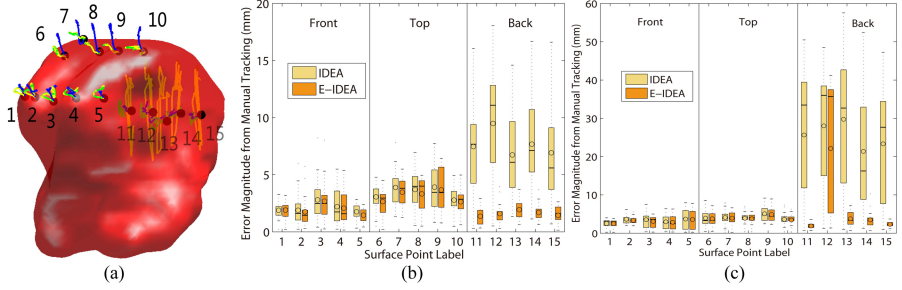 1
2
3
4
5
6
7
8
9
10
11
12
13
14
15
(a)
Error Magnitude from Manual Tracking (mm)
20
15
10
5
0
Front Top Back
IDEA
E-IDEA
1 2 3 4 5 6 7 8 9 10 11 12 13 14 15
Surface Point Label
(b)
Error Magnitude from Manual Tracking (mm)
60
50
40
30
20
10
0
Front Top Back
IDEA
E-IDEA
1 2 3 4 5 6 7 8 9 10 11 12 13 14 15
Surface Point Label
(c)